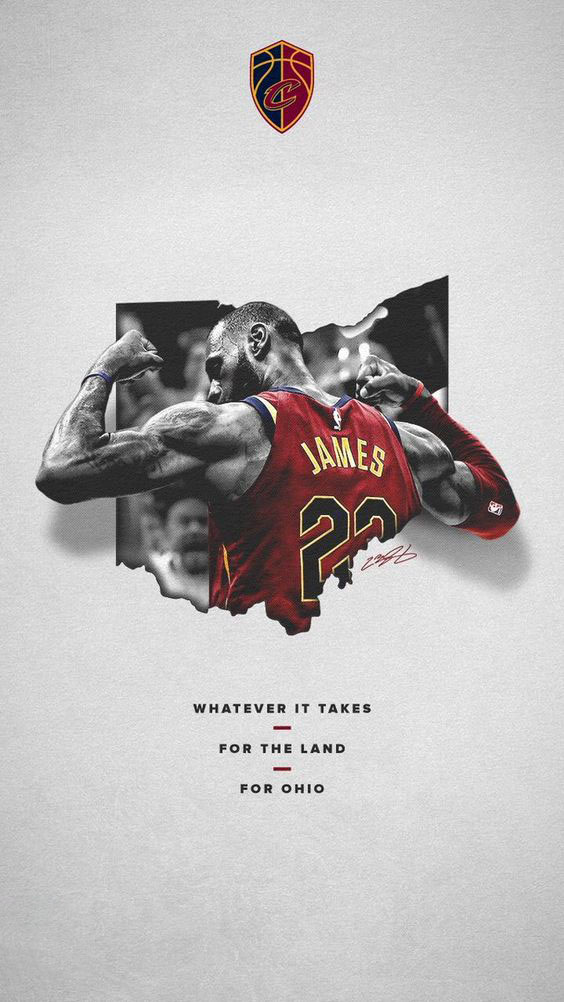 C
JAMES
23
WHATEVER IT TAKES
FOR THE LAND
FOR OHIO